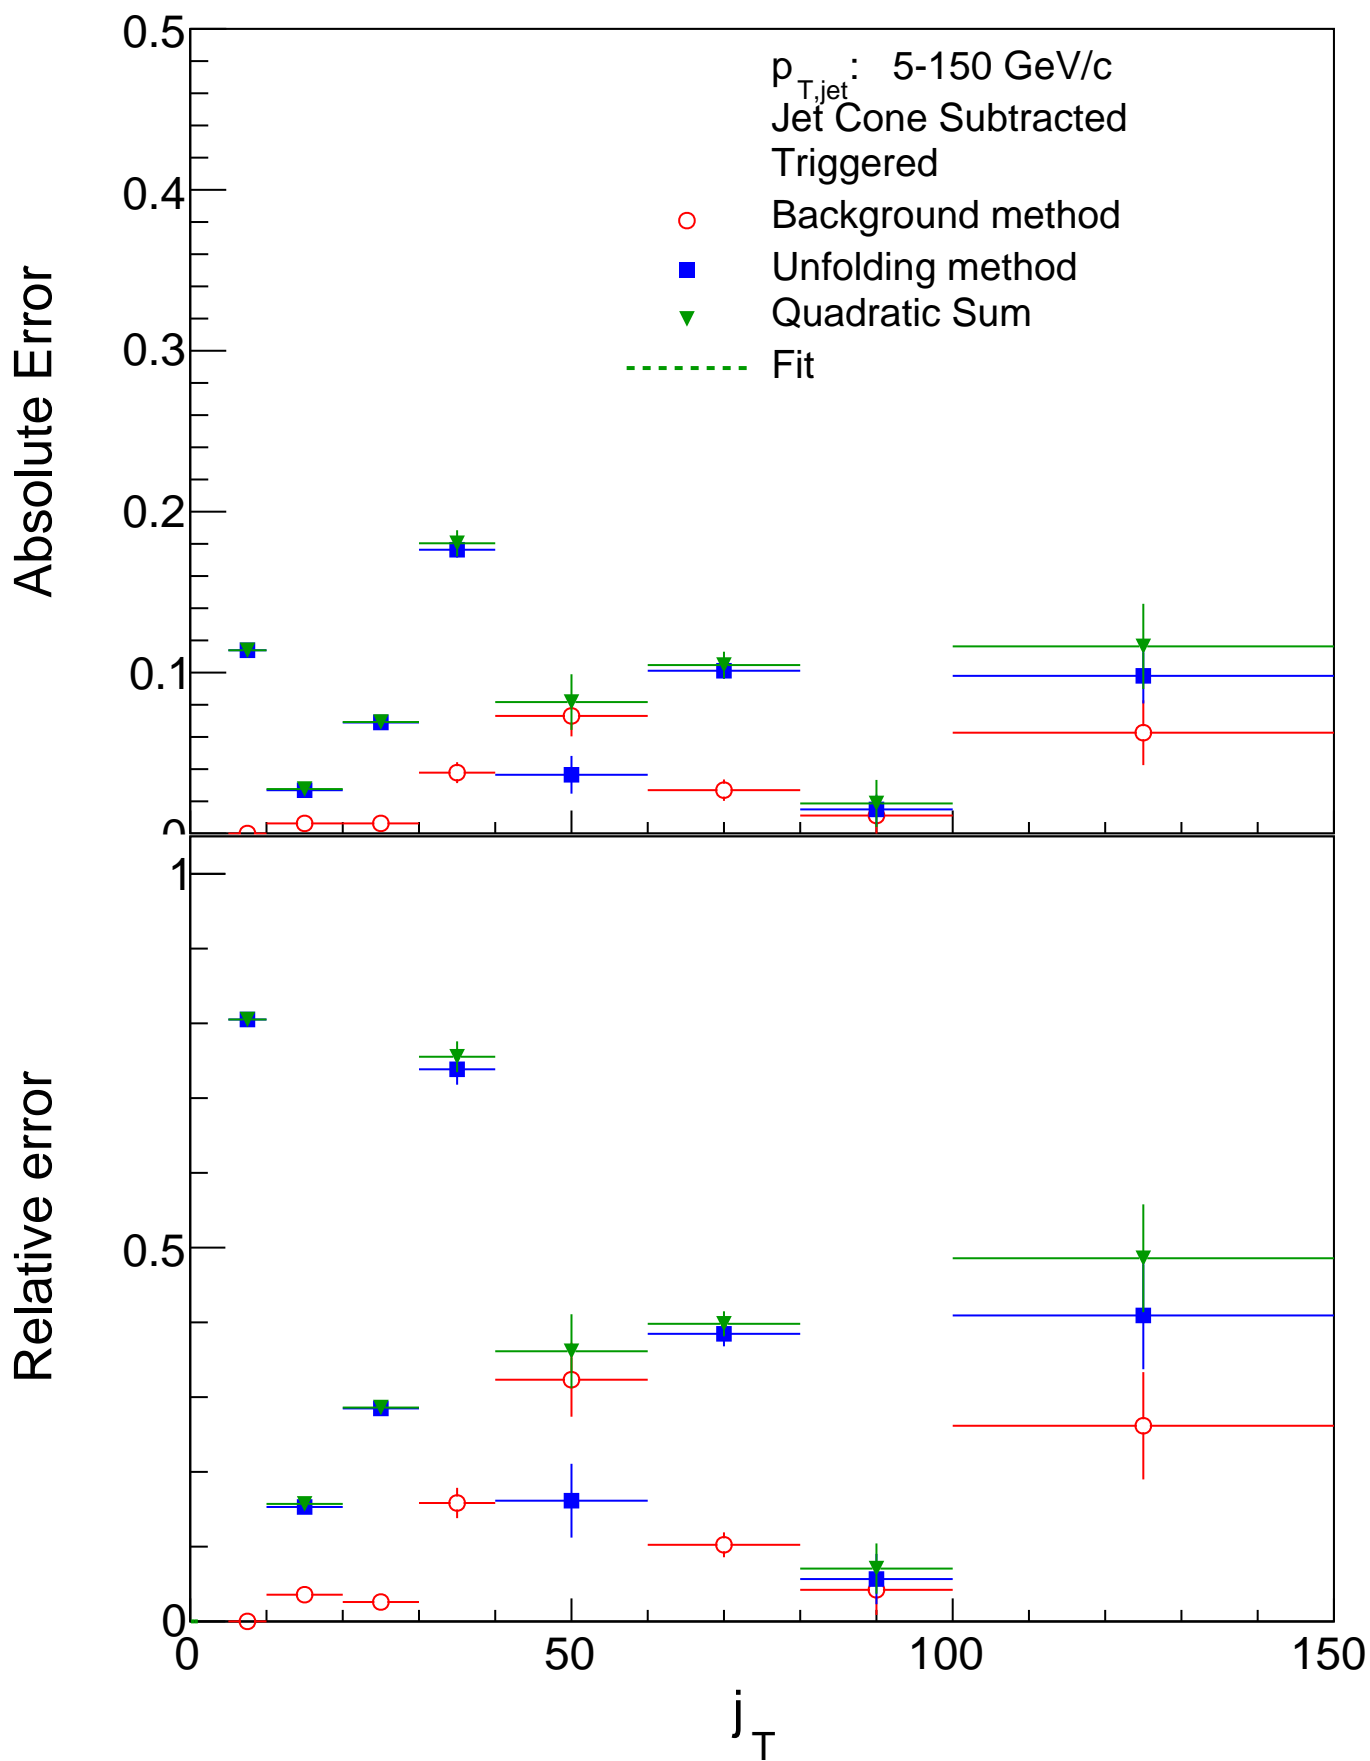 0.5
p T,jet : 5-150 GeV/c
Jet Cone Subtracted
Triggered
0.4
Background method
Unfolding method
Quadratic Sum
0.3
Fit
Absolute Error
0.2
0.1
0
1
Relative error
0.5
0
0 50 100 150
j T